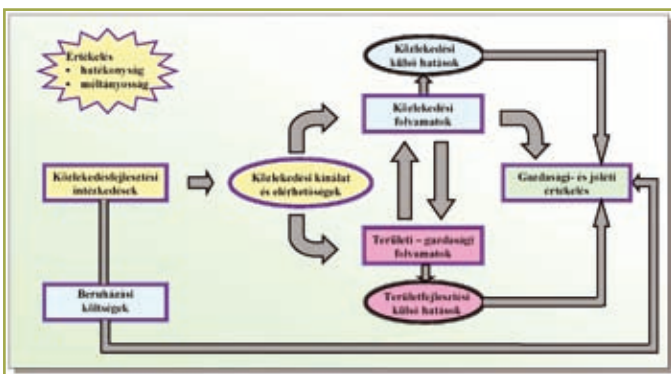 Értékelés
• hatékonyság
• méltányosság
Közlekedési
külső hatások
Közlekedési
folyamatok
Közlekedésfejlesztési
intézkedések
Közlekedési kínálat
és elérhetőségek
Gazdasági- és jóléti
értékelés
Területi – gazdasági
folyamatok
Beruházási
költségek
Területfejlesztési
külső hatások